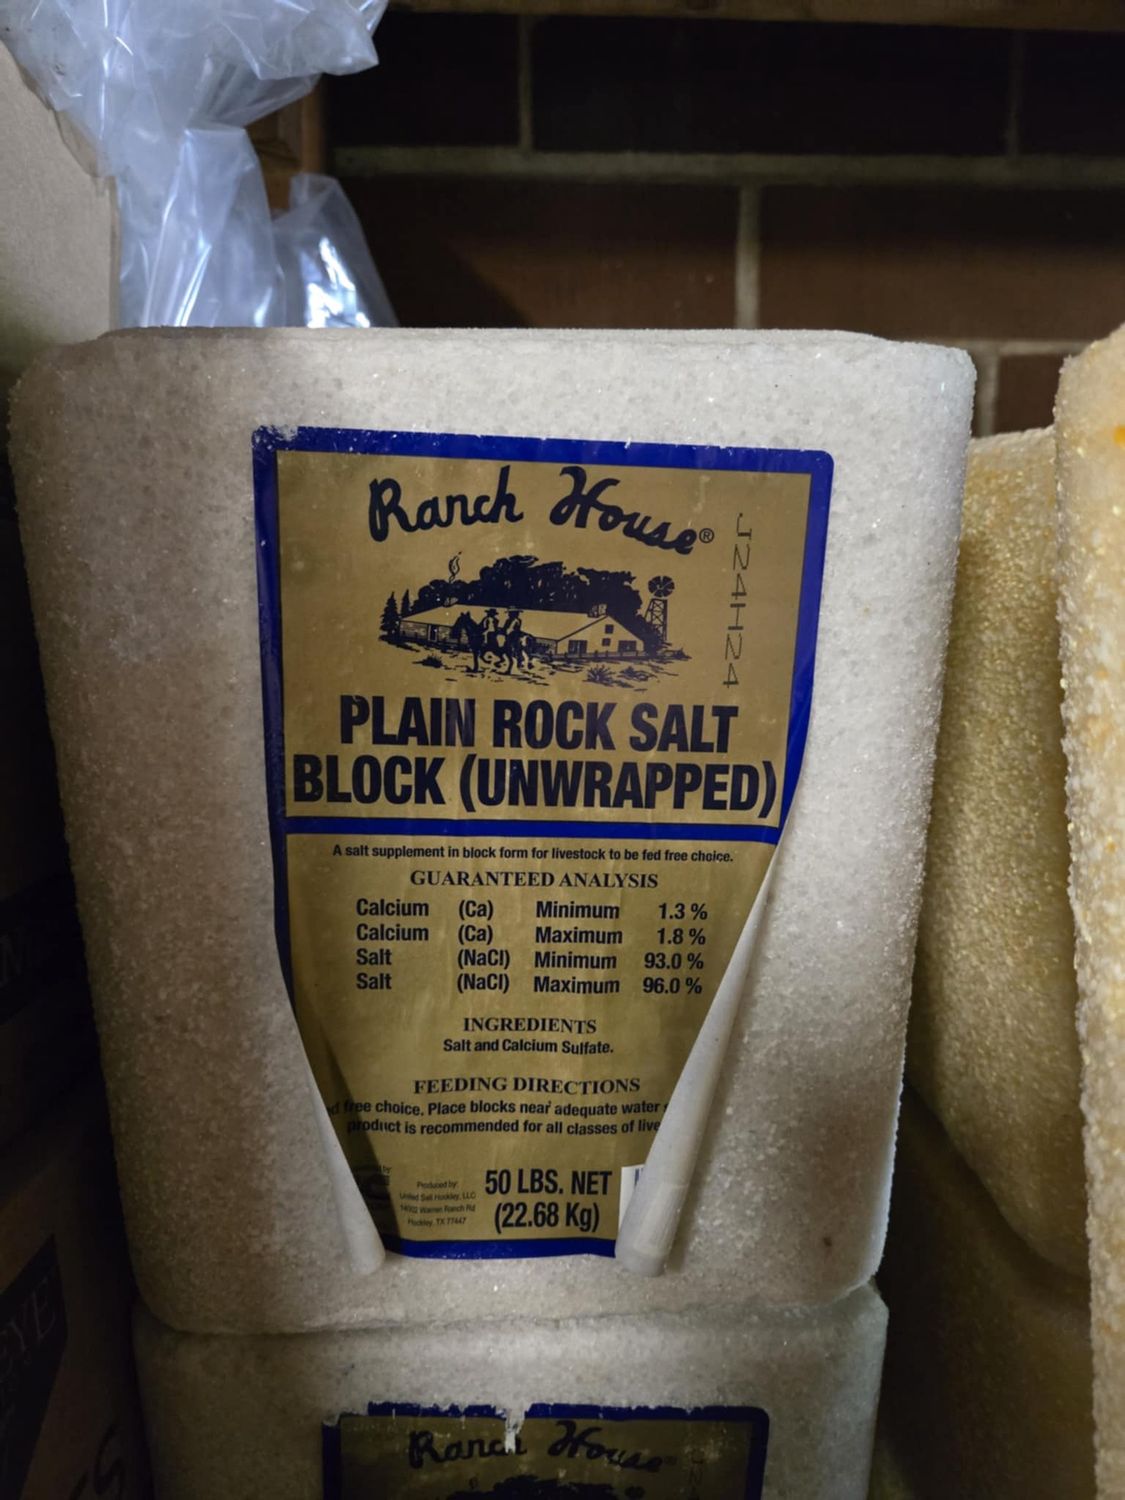 Ranch House®
J24H24
PLAIN ROCK SALT
BLOCK (UNWRAPPED)
A salt supplement in block form for livestock to be fed free choice.
GUARANTEED ANALYSIS
Calcium (Ca) Minimum 1.3 %
Calcium (Ca) Maximum 1.8 %
Salt (NaCl) Minimum 93.0 %
Salt (NaCl) Maximum 96.0 %
INGREDIENTS
Salt and Calcium Sulfate.
FEEDING DIRECTIONS
free choice. Place blocks near adequate water
product is recommended for all classes of live
by:
Produced by:
United Salt Hockley, LLC
14002 Warren Ranch Rd
Hockley, TX 77447
50 LBS. NET
(22.68 Kg)
Ranch House